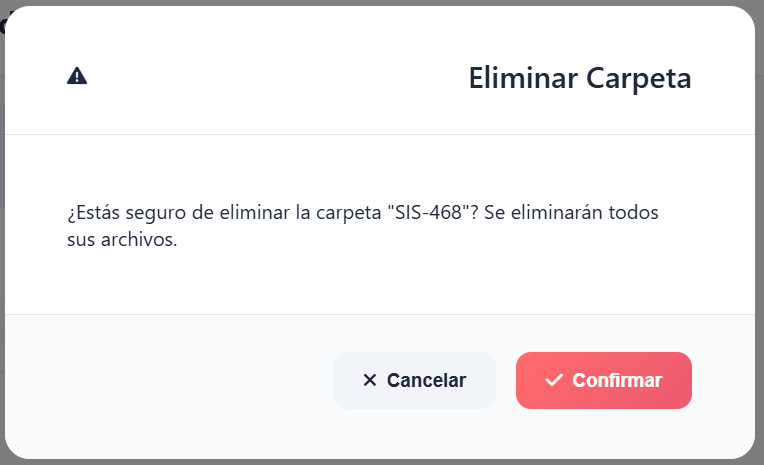 Eliminar Carpeta
¿Estás seguro de eliminar la carpeta "SIS-468"? Se eliminarán todos
sus archivos.
Cancelar
Confirmar